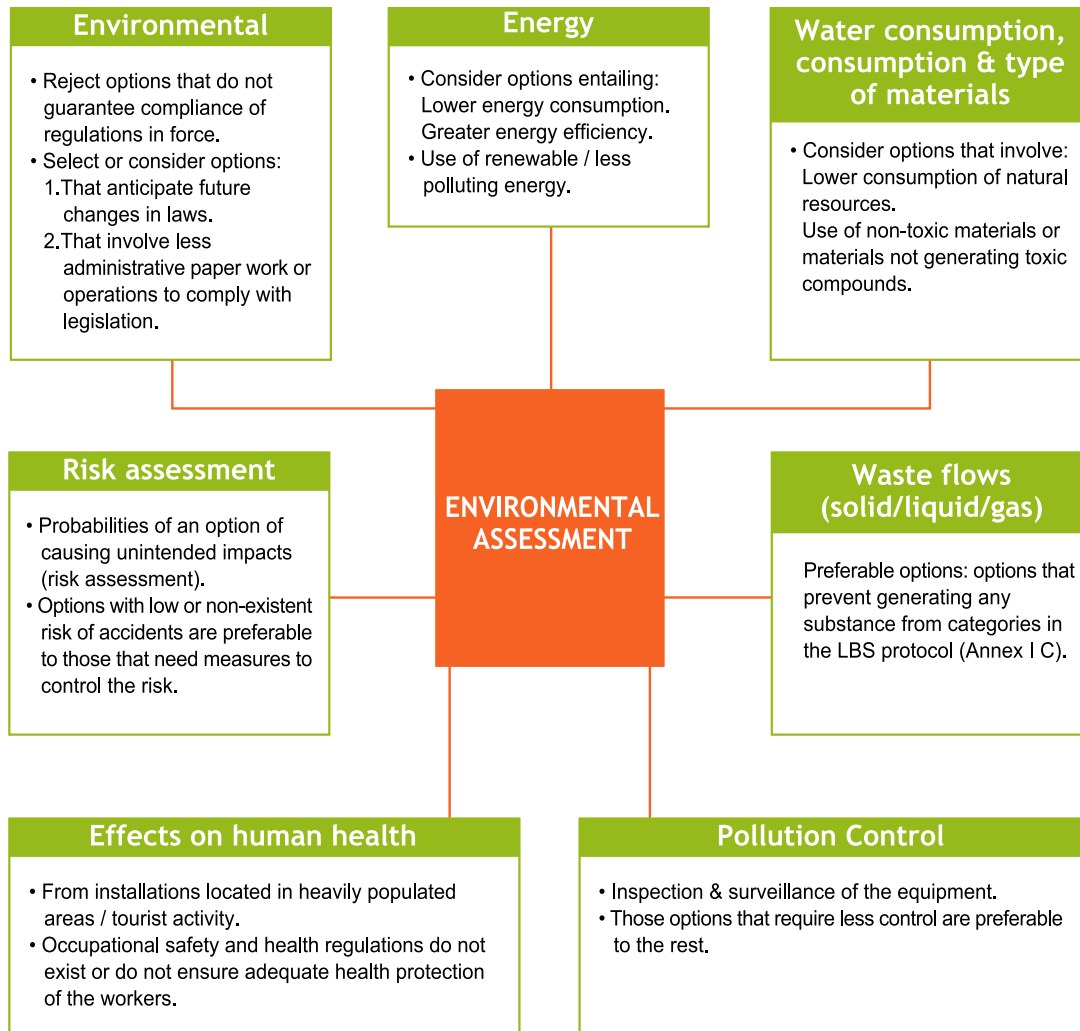 Environmental
• Reject options that do not
guarantee compliance of
regulations in force.
• Select or consider options:
1.That anticipate future
changes in laws.
2.That involve less
administrative paper work or
operations to comply with
legislation.
Energy
• Consider options entailing:
Lower energy consumption.
Greater energy efficiency.
• Use of renewable / less
polluting energy.
Water consumption,
consumption & type
of materials
• Consider options that involve:
Lower consumption of natural
resources.
Use of non-toxic materials or
materials not generating toxic
compounds.
Risk assessment
• Probabilities of an option of
causing unintended impacts
(risk assessment).
• Options with low or non-existent
risk of accidents are preferable
to those that need measures to
control the risk.
ENVIRONMENTAL
ASSESSMENT
Waste flows
(solid/liquid/gas)
Preferable options: options that
prevent generating any
substance from categories in
the LBS protocol (Annex I C).
Effects on human health
• From installations located in heavily populated
areas / tourist activity.
• Occupational safety and health regulations do not
exist or do not ensure adequate health protection
of the workers.
Pollution Control
• Inspection & surveillance of the equipment.
• Those options that require less control are preferable
to the rest.